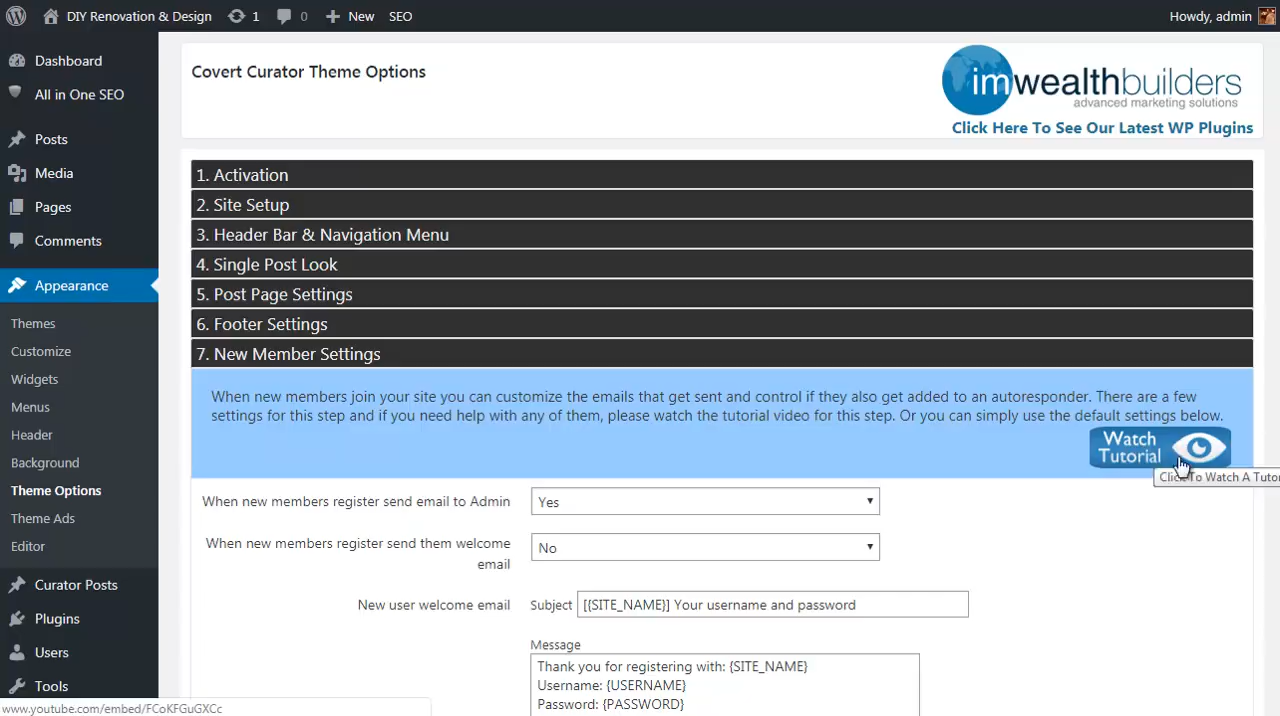 DIY Renovation & Design 1 0 New SEO Howdy, admin
Dashboard
All in One SEO
Posts
Media
Pages
Comments
Appearance
Themes
Customize
Widgets
Menus
Header
Background
Theme Options
Theme Ads
Editor
Curator Posts
Plugins
Users
Tools
Covert Curator Theme Options
imwealthbuilders
advanced marketing solutions
Click Here To See Our Latest WP Plugins
1. Activation
2. Site Setup
3. Header Bar & Navigation Menu
4. Single Post Look
5. Post Page Settings
6. Footer Settings
7. New Member Settings
When new members join your site you can customize the emails that get sent and control if they also get added to an autoresponder. There are a few
settings for this step and if you need help with any of them, please watch the tutorial video for this step. Or you can simply use the default settings below.
Watch
Tutorial
Click To Watch A Tutor
When new members register send email to Admin Yes
When new members register send them welcome
email
No
New user welcome email Subject [{SITE_NAME}] Your username and password
Message
Thank you for registering with: {SITE_NAME}
Username: {USERNAME}
Password: {PASSWORD}
www.youtube.com/embed/FCoKFGuGXCc